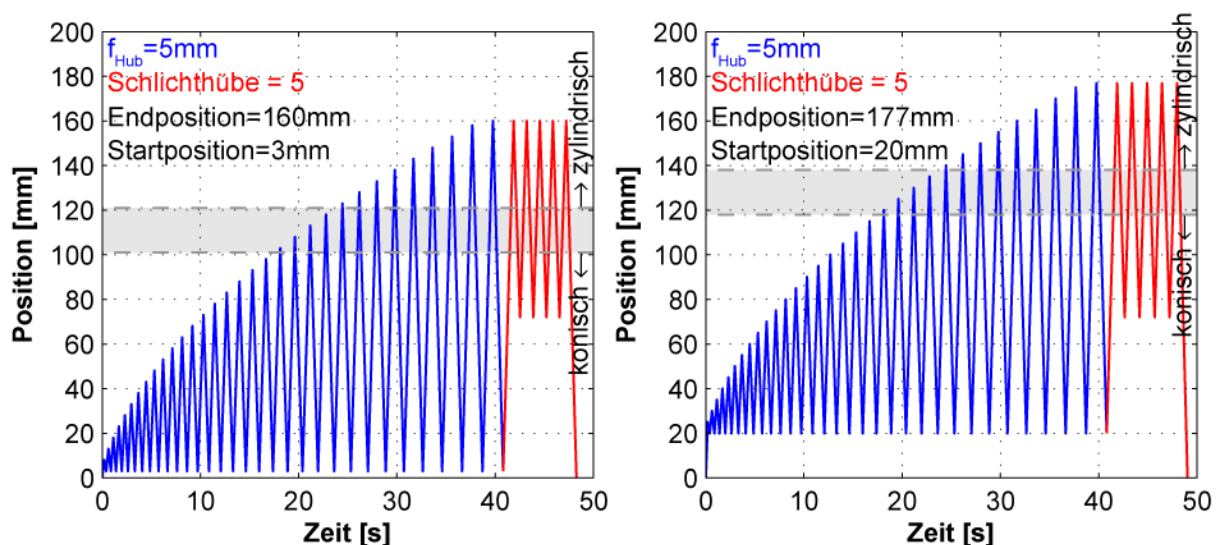 f_Hub=5mm
Schlichthübe = 5
Endposition=160mm
Startposition=3mm
konisch ← → zylindrisch
Position [mm]
200
180
160
140
120
100
80
60
40
20
0
0 10 20 30 40 50
Zeit [s]
f_Hub=5mm
Schlichthübe = 5
Endposition=177mm
Startposition=20mm
konisch ← → zylindrisch
Position [mm]
200
180
160
140
120
100
80
60
40
20
0
0 10 20 30 40 50
Zeit [s]